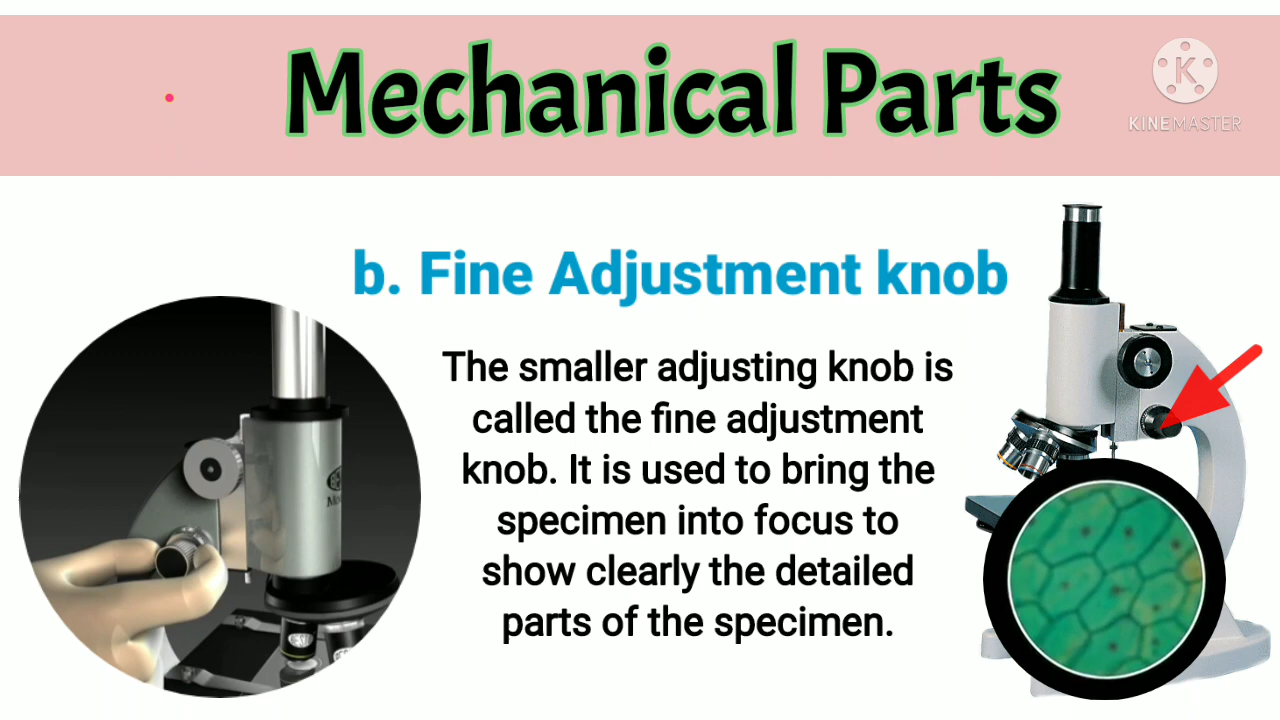 Mechanical Parts
K
KINEMASTER
b. Fine Adjustment knob
The smaller adjusting knob is
called the fine adjustment
knob. It is used to bring the
specimen into focus to
show clearly the detailed
parts of the specimen.